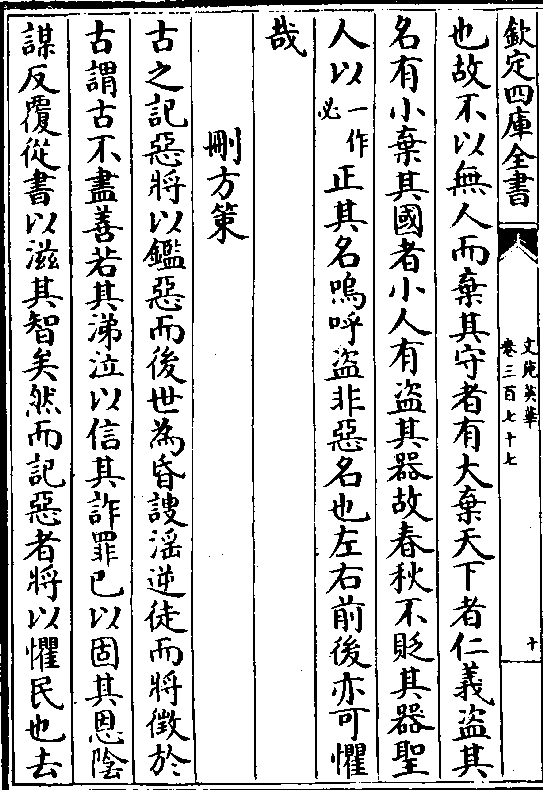 欽定四庫全書
文苑英華
卷三百七十七
十
也故不以無人而棄其守者有大棄天下者仁義盜其
名有小棄其國者小人有盜其器故春秋不貶其器聖
人以一作必正其名嗚呼盜非惡名也左右前後亦可懼
哉
刪方策
古之記惡將以鑑惡而後世為昏謏滛逆徒而將徵於
古謂古不盡善若其涕泣以信其詐罪已以固其恩陰
謀反覆從書以滋其智矣然而記惡者將以懼民也去